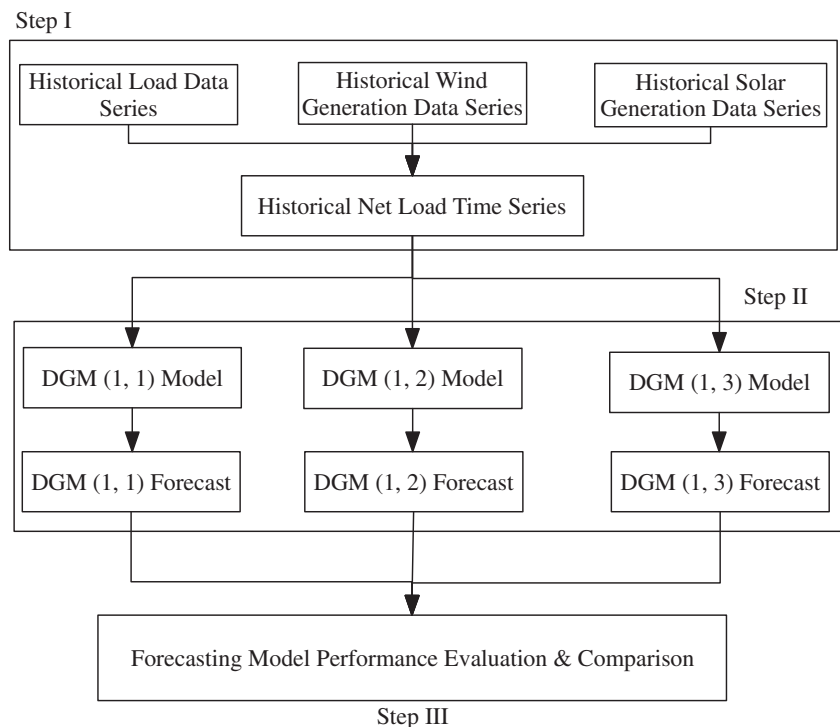 Step I
Historical Load Data
Series
Historical Wind
Generation Data Series
Historical Solar
Generation Data Series
Historical Net Load Time Series
Step II
DGM (1, 1) Model
DGM (1, 2) Model
DGM (1, 3) Model
DGM (1, 1) Forecast
DGM (1, 2) Forecast
DGM (1, 3) Forecast
Forecasting Model Performance Evaluation & Comparison
Step III